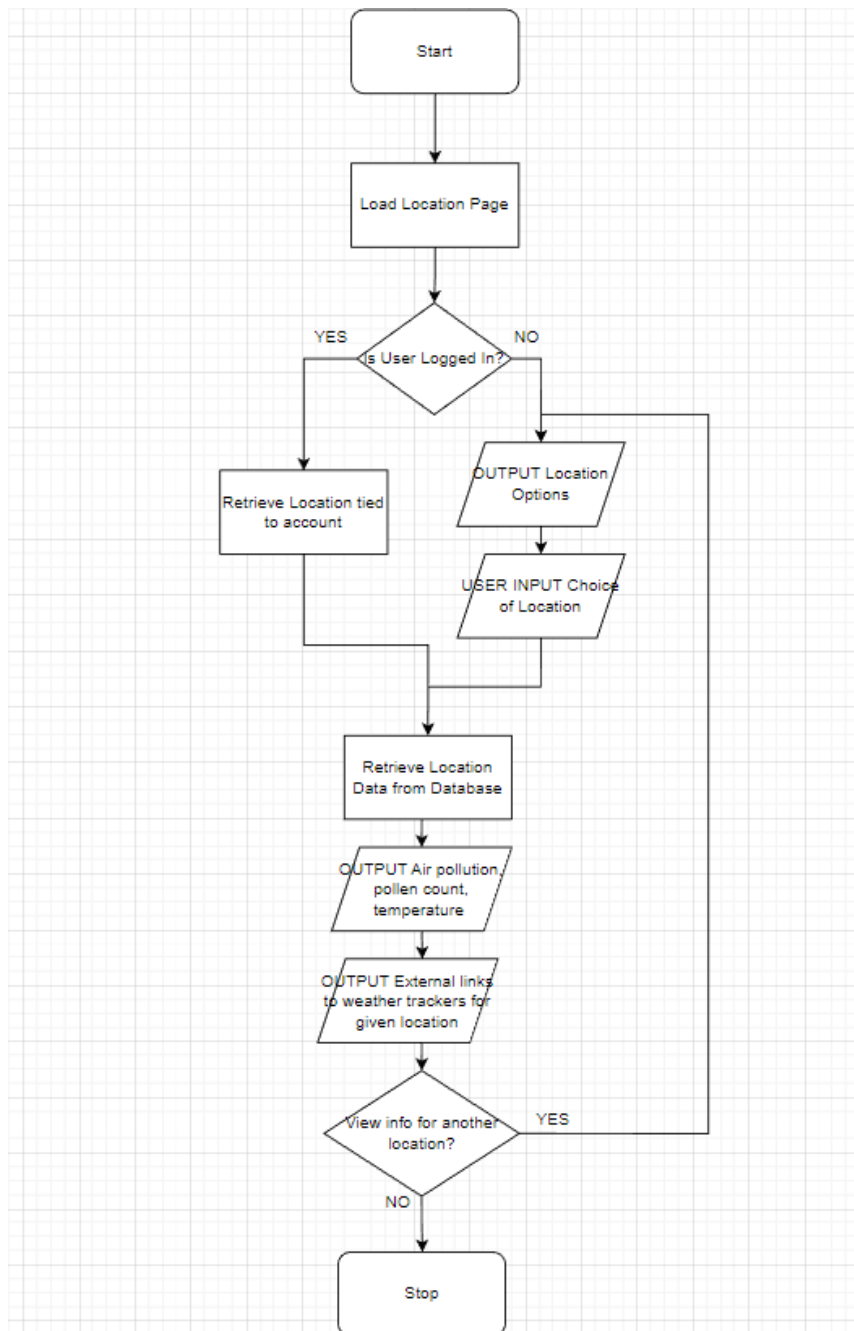 Start
Load Location Page
YES
NO
Is User Logged In?
Retrieve Location tied
to account
OUTPUT Location
Options
USER INPUT Choice
of Location
Retrieve Location
Data from Database
OUTPUT Air pollution,
pollen count,
temperature
OUTPUT External links
to weather trackers for
given location
View info for another
location?
YES
NO
Stop